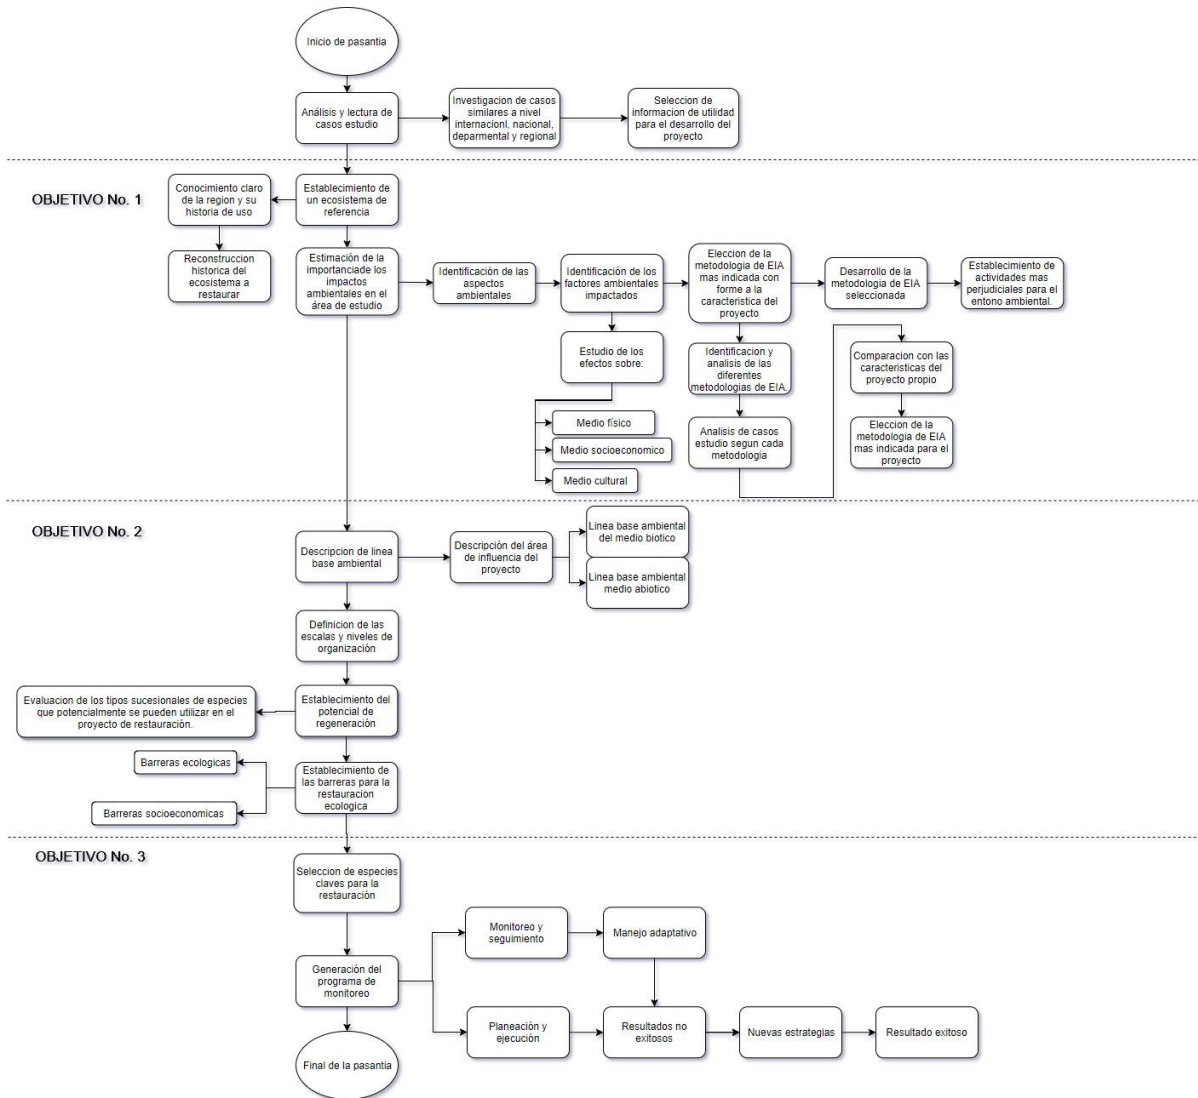 Inicio de pasantia
Análisis y lectura de
casos estudio
Investigacion de casos
similares a nivel
internacionl, nacional,
deparmental y regional
Seleccion de
informacion de utilidad
para el desarrollo del
proyecto
OBJETIVO No. 1
Conocimiento claro
de la region y su
historia de uso
Establecimiento de
un ecosistema de
referencia
Reconstruccion
historica del
ecosistema a
restaurar
Estimación de la
importanciade los
impactos
ambientales en el
área de estudio
Identificación de las
aspectos
ambientales
Identificación de los
factores ambientales
impactados
Eleccion de la
metodologia de EIA
mas indicada con
forme a la
caracteristica del
proyecto
Desarrollo de la
metodologia de EIA
seleccionada
Establecimiento de
actividades mas
perjudiciales para el
entono ambiental.
Estudio de los
efectos sobre:
Medio físico
Medio socioeconomico
Medio cultural
Identificacion y
analisis de las
diferentes
metodologias de EIA.
Analisis de casos
estudio segun cada
metodologia
Comparacion con las
caracteristicas del
proyecto propio
Eleccion de la
metodologia de EIA
mas indicada para el
proyecto
OBJETIVO No. 2
Descripcion de linea
base ambiental
Descripción del área
de influencia del
proyecto
Linea base ambiental
del medio biotico
Linea base ambiental
medio abiotico
Definicion de las
escalas y niveles de
organización
Establecimiento del
potencial de
regeneración
Evaluacion de los tipos sucesionales de especies
que potencialmente se pueden utilizar en el
proyecto de restauración.
Establecimiento de
las barreras para la
restauracion
ecologica
Barreras ecologicas
Barreras socioeconomicas
OBJETIVO No. 3
Seleccion de especies
claves para la
restauración
Generación del
programa de
monitoreo
Monitoreo y
seguimiento
Manejo adaptativo
Planeación y
ejecución
Resultados no
exitosos
Nuevas estrategias
Resultado exitoso
Final de la pasantia